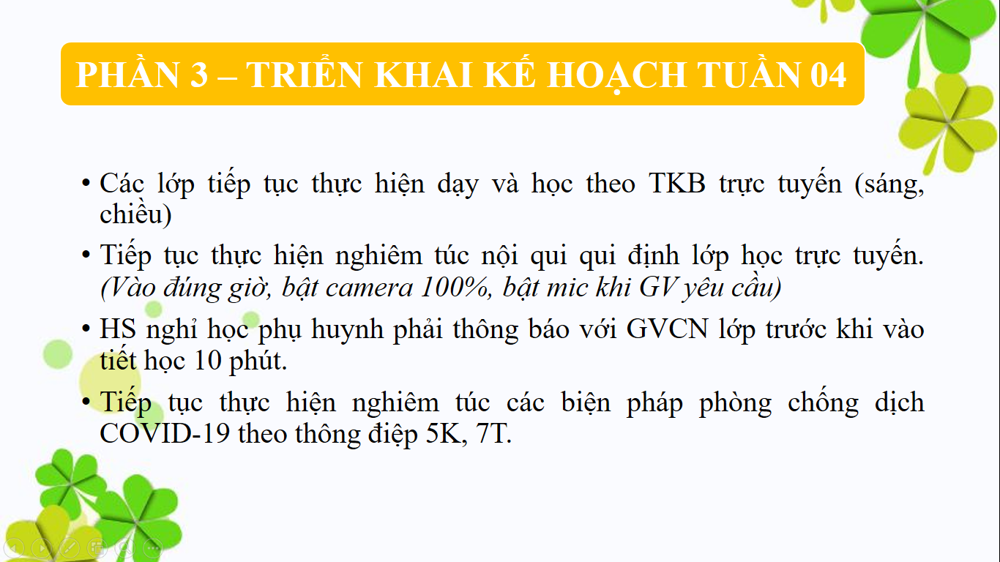 PHẦN 3 – TRIỂN KHAI KẾ HOẠCH TUẦN 04
• Các lớp tiếp tục thực hiện dạy và học theo TKB trực tuyến (sáng,
chiều)
• Tiếp tục thực hiện nghiêm túc nội qui qui định lớp học trực tuyến.
(Vào đúng giờ, bật camera 100%, bật mic khi GV yêu cầu)
• HS nghỉ học phụ huynh phải thông báo với GVCN lớp trước khi vào
tiết học 10 phút.
• Tiếp tục thực hiện nghiêm túc các biện pháp phòng chống dịch
COVID-19 theo thông điệp 5K, 7T.